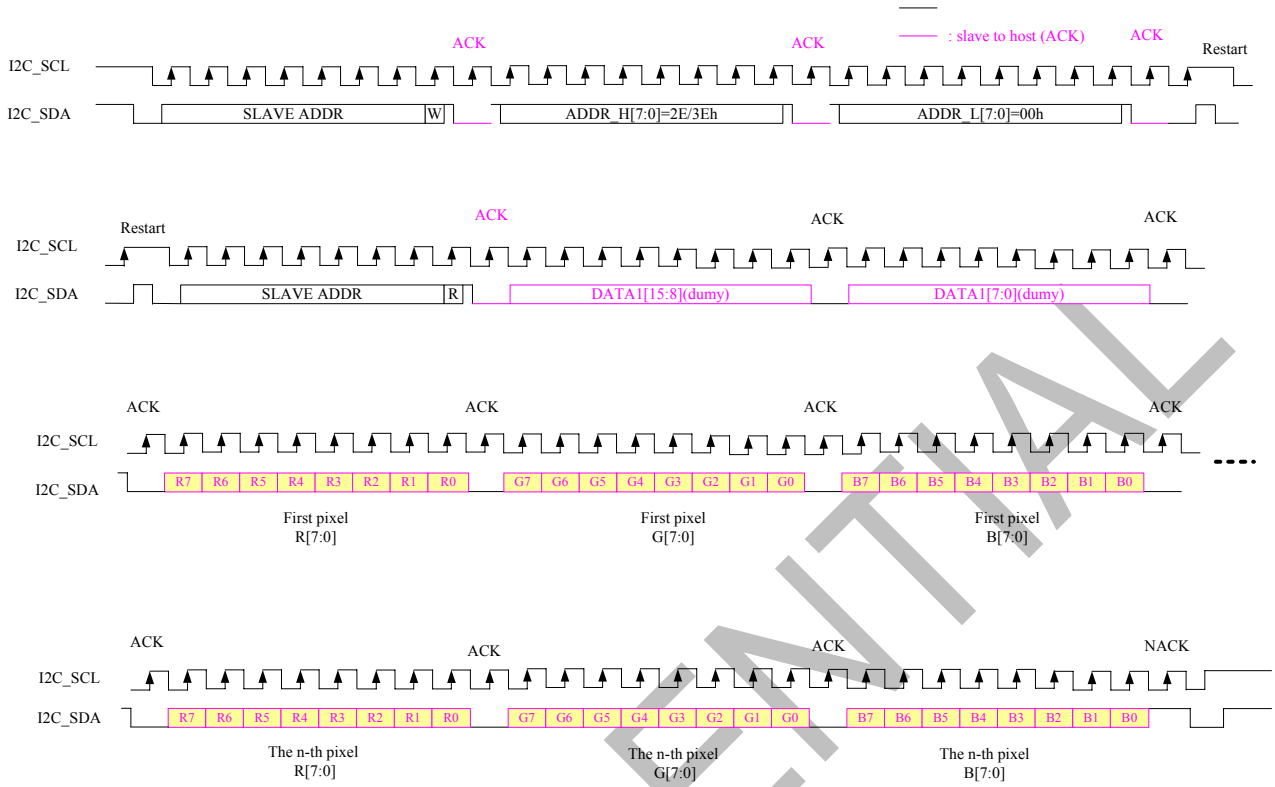 : slave to host (ACK)
ACK ACK ACK Restart
I2C_SCL
I2C_SDA SLAVE ADDR W ADDR_H[7:0]=2E/3Eh ADDR_L[7:0]=00h
Restart ACK ACK ACK
I2C_SCL
I2C_SDA SLAVE ADDR R DATA1[15:8](dumy) DATA1[7:0](dumy)
ACK ACK ACK ACK
I2C_SCL
I2C_SDA R7 R6 R5 R4 R3 R2 R1 R0 G7 G6 G5 G4 G3 G2 G1 G0 B7 B6 B5 B4 B3 B2 B1 B0
First pixel First pixel First pixel
R[7:0] G[7:0] B[7:0]
ACK ACK ACK NACK
I2C_SCL
I2C_SDA R7 R6 R5 R4 R3 R2 R1 R0 G7 G6 G5 G4 G3 G2 G1 G0 B7 B6 B5 B4 B3 B2 B1 B0
The n-th pixel The n-th pixel The n-th pixel
R[7:0] G[7:0] B[7:0]
ENTIAL